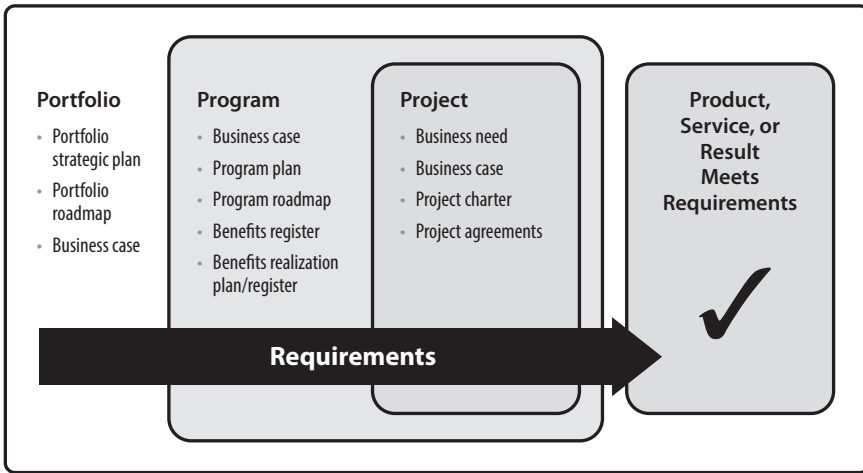 Portfolio
• Portfolio
strategic plan
• Portfolio
roadmap
• Business case
Program
• Business case
• Program plan
• Program roadmap
• Benefits register
• Benefits realization
plan/register
Project
• Business need
• Business case
• Project charter
• Project agreements
Product,
Service, or
Result
Meets
Requirements
Requirements